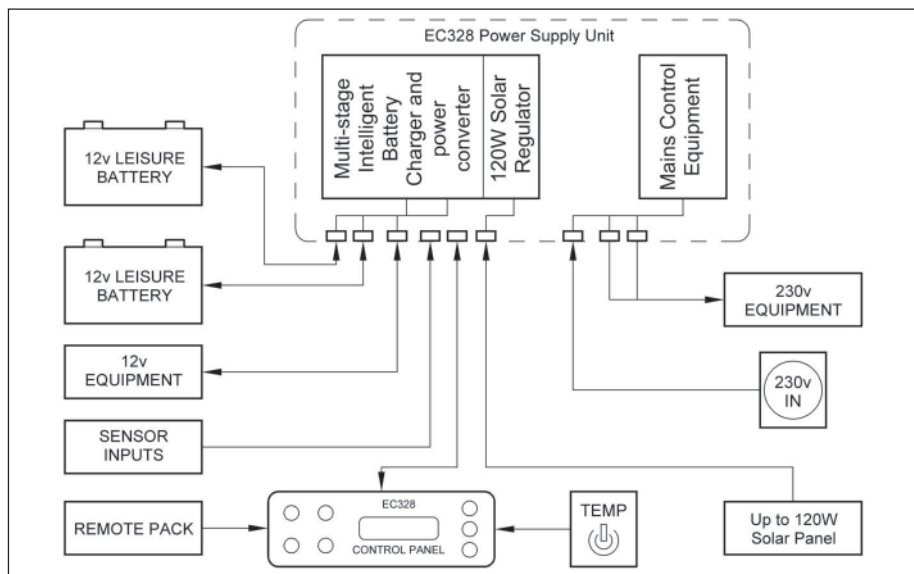 EC328 Power Supply Unit
Multi-stage
Intelligent
Battery
Charger and
power
converter
120W Solar
Regulator
Mains Control
Equipment
12v LEISURE
BATTERY
12v LEISURE
BATTERY
12v
EQUIPMENT
SENSOR
INPUTS
REMOTE PACK
EC328
CONTROL PANEL
TEMP
230v
EQUIPMENT
230v
IN
Up to 120W
Solar Panel